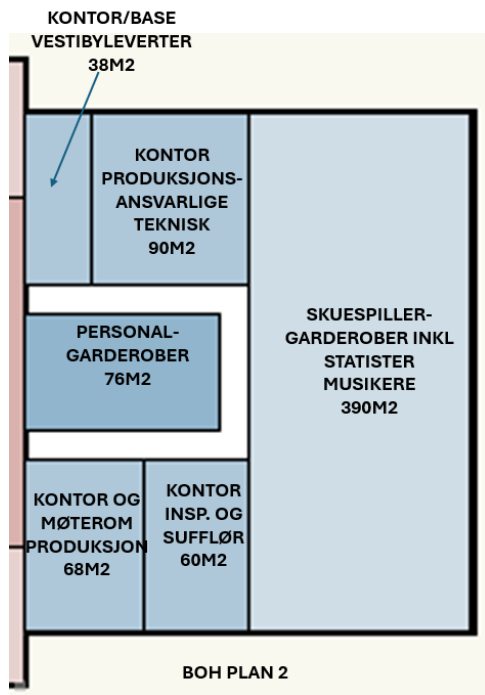 KONTOR/BASE
VESTIBYLEVERTER
38M2
KONTOR
PRODUKSJONS-
ANSVARLIGE
TEKNISK
90M2
PERSONAL-
GARDEROBER
76M2
SKUESPILLER-
GARDEROBER INKL
STATISTER
MUSIKERE
390M2
KONTOR OG
MØTEROM
PRODUKSJON
68M2
KONTOR
INSP. OG
SUFFLØR
60M2
BOH PLAN 2